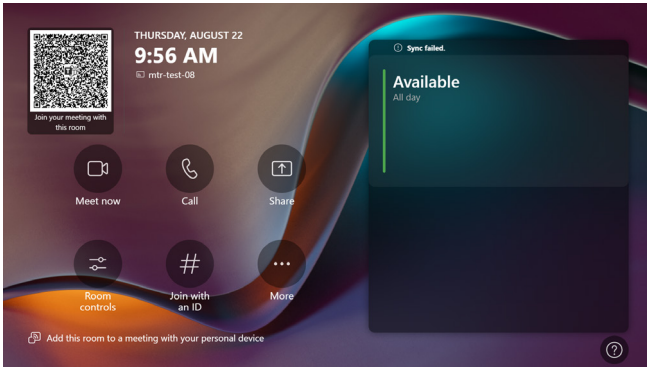 THURSDAY, AUGUST 22
9:56 AM
mtr-test-08
Join your meeting with
this room
Sync failed.
Available
All day
Meet now
Call
Share
Room
controls
Join with
an ID
More
Add this room to a meeting with your personal device